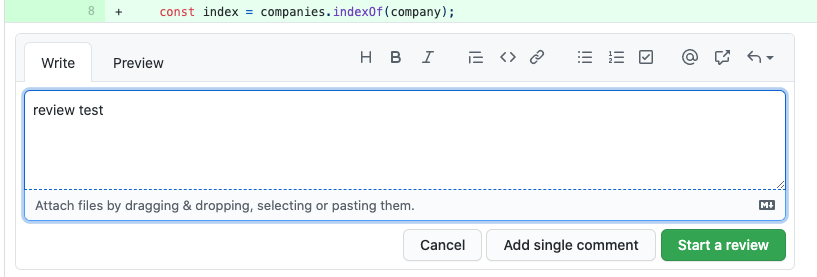 8 + const index = companies.indexOf(company);
Write Preview H B I @
review test
Attach files by dragging & dropping, selecting or pasting them.
Cancel Add single comment Start a review